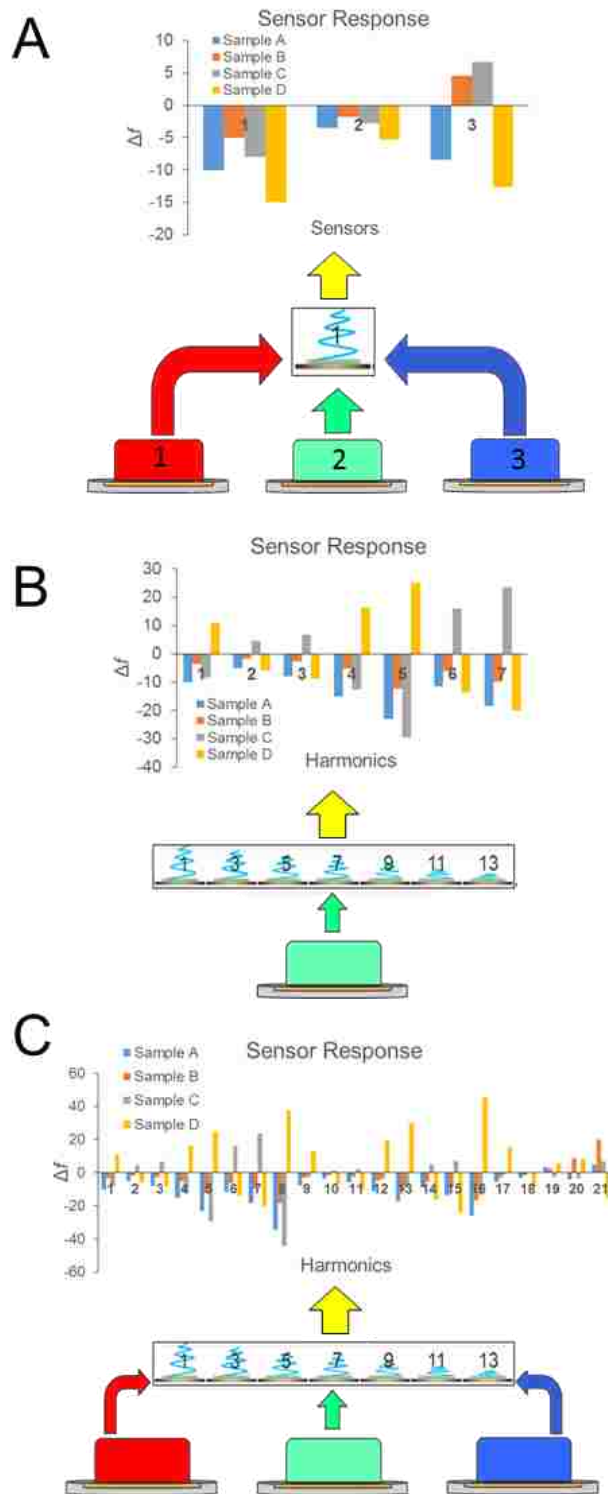 A
Sensor Response
Sample A
Sample B
Sample C
Sample D
10
5
0
-5
-10
-15
-20
Δf
1
2
3
Sensors
1
1
2
3
B
Sensor Response
30
20
10
0
-10
-20
-30
-40
Δf
1 2 3 4 5 6 7
Sample A
Sample B
Sample C
Sample D
Harmonics
1 3 5 7 9 11 13
C
Sample A
Sample B
Sample C
Sample D
Sensor Response
60
40
20
0
-20
-40
-60
Δf
1 2 3 4 5 6 7 8 9 10 11 12 13 14 15 16 17 18 19 20 21
Harmonics
1 3 5 7 9 11 13